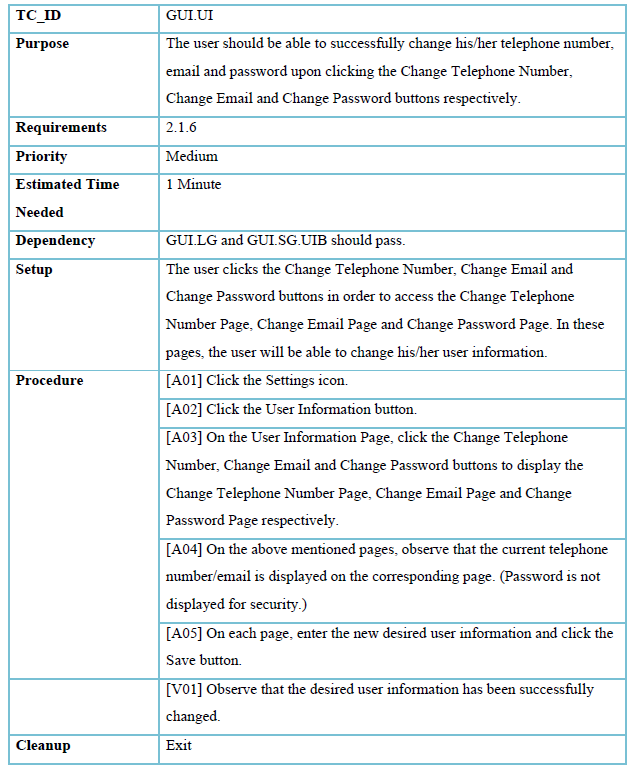 TC_ID GUI.UI
Purpose The user should be able to successfully change his/her telephone number,
email and password upon clicking the Change Telephone Number,
Change Email and Change Password buttons respectively.
Requirements 2.1.6
Priority Medium
Estimated Time 1 Minute
Needed
Dependency GUI.LG and GUI.SG.UIB should pass.
Setup The user clicks the Change Telephone Number, Change Email and
Change Password buttons in order to access the Change Telephone
Number Page, Change Email Page and Change Password Page. In these
pages, the user will be able to change his/her user information.
Procedure [A01] Click the Settings icon.
[A02] Click the User Information button.
[A03] On the User Information Page, click the Change Telephone
Number, Change Email and Change Password buttons to display the
Change Telephone Number Page, Change Email Page and Change
Password Page respectively.
[A04] On the above mentioned pages, observe that the current telephone
number/email is displayed on the corresponding page. (Password is not
displayed for security.)
[A05] On each page, enter the new desired user information and click the
Save button.
[V01] Observe that the desired user information has been successfully
changed.
Cleanup Exit